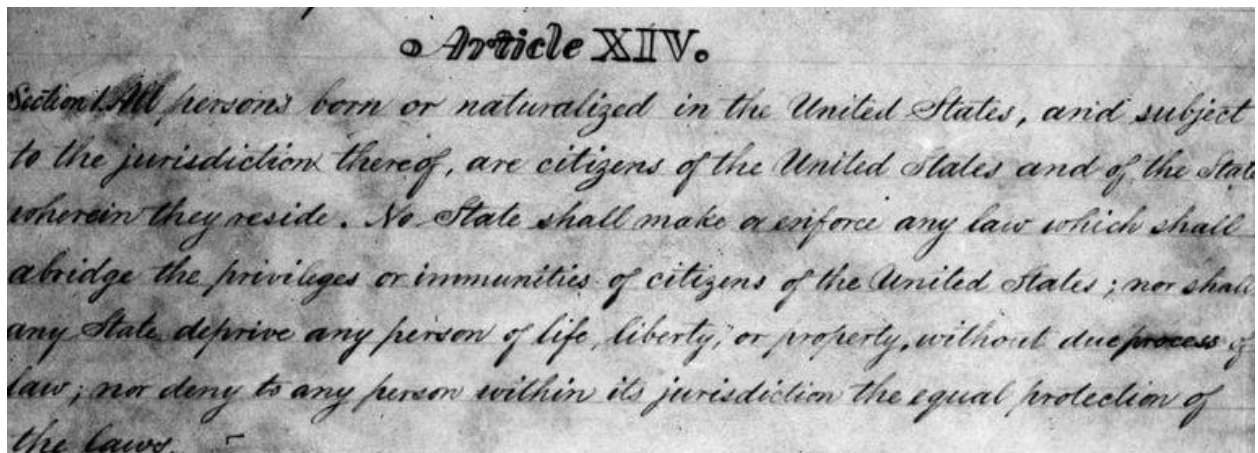 Article XIV.
Section 1. All persons born or naturalized in the United States, and subject
to the jurisdiction thereof, are citizens of the United States and of the State
wherein they reside. No State shall make or enforce any law which shall
abridge the privileges or immunities of citizens of the United States; nor shall
any State deprive any person of life, liberty, or property, without due process of
law; nor deny to any person within its jurisdiction the equal protection of
the laws.